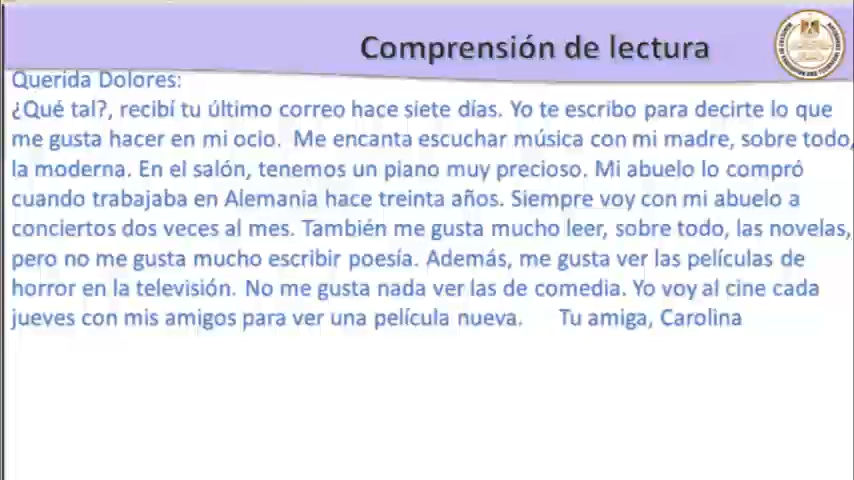 Comprensión de lectura
Querida Dolores:
¿Qué tal?, recibí tu último correo hace siete días. Yo te escribo para decirte lo que
me gusta hacer en mi ocio. Me encanta escuchar música con mi madre, sobre todo,
la moderna. En el salón, tenemos un piano muy precioso. Mi abuelo lo compró
cuando trabajaba en Alemania hace treinta años. Siempre voy con mi abuelo a
conciertos dos veces al mes. También me gusta mucho leer, sobre todo, las novelas,
pero no me gusta mucho escribir poesía. Además, me gusta ver las películas de
horror en la televisión. No me gusta nada ver las de comedia. Yo voy al cine cada
jueves con mis amigos para ver una película nueva. Tu amiga, Carolina